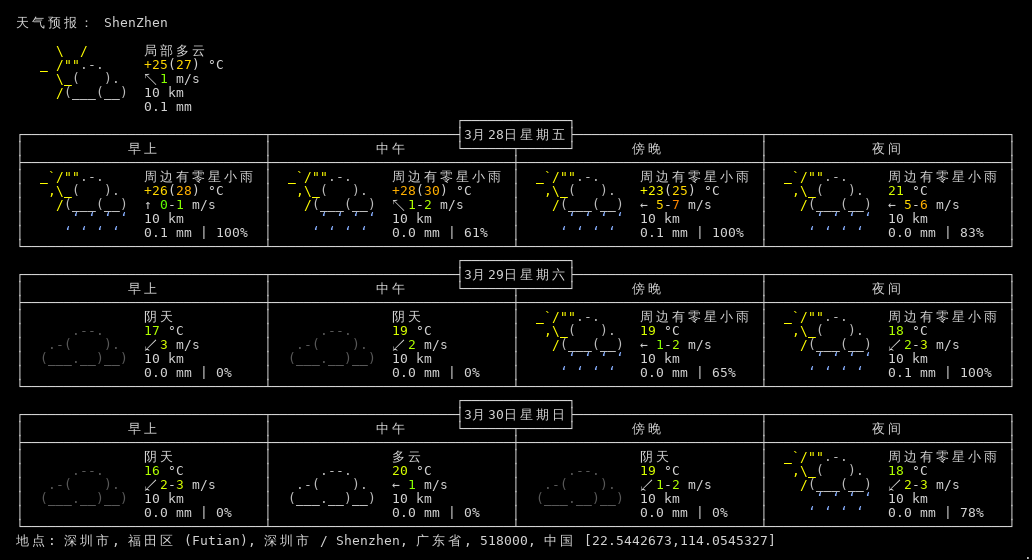 天气预报： ShenZhen
局部多云
+25(27) °C
↖ 1 m/s
10 km
0.1 mm
3月28日星期五
早上 中午 傍晚 夜间
周边有零星小雨 周边有零星小雨 周边有零星小雨 周边有零星小雨
+26(28) °C +28(30) °C +23(25) °C 21 °C
↑ 0-1 m/s ↖ 1-2 m/s ← 5-7 m/s ← 5-6 m/s
10 km 10 km 10 km 10 km
0.1 mm | 100% 0.0 mm | 61% 0.1 mm | 100% 0.0 mm | 83%
3月29日星期六
早上 中午 傍晚 夜间
阴天 阴天 周边有零星小雨 周边有零星小雨
17 °C 19 °C 19 °C 18 °C
↙ 3 m/s ↙ 2 m/s ← 1-2 m/s ↙ 2-3 m/s
10 km 10 km 10 km 10 km
0.0 mm | 0% 0.0 mm | 0% 0.0 mm | 65% 0.1 mm | 100%
3月30日星期日
早上 中午 傍晚 夜间
阴天 多云 阴天 周边有零星小雨
16 °C 20 °C 19 °C 18 °C
↙ 2-3 m/s ← 1 m/s ↙ 1-2 m/s ↙ 2-3 m/s
10 km 10 km 10 km 10 km
0.0 mm | 0% 0.0 mm | 0% 0.0 mm | 0% 0.0 mm | 78%
地点: 深圳市, 福田区 (Futian), 深圳市 / Shenzhen, 广东省, 518000, 中国 [22.5442673,114.0545327]